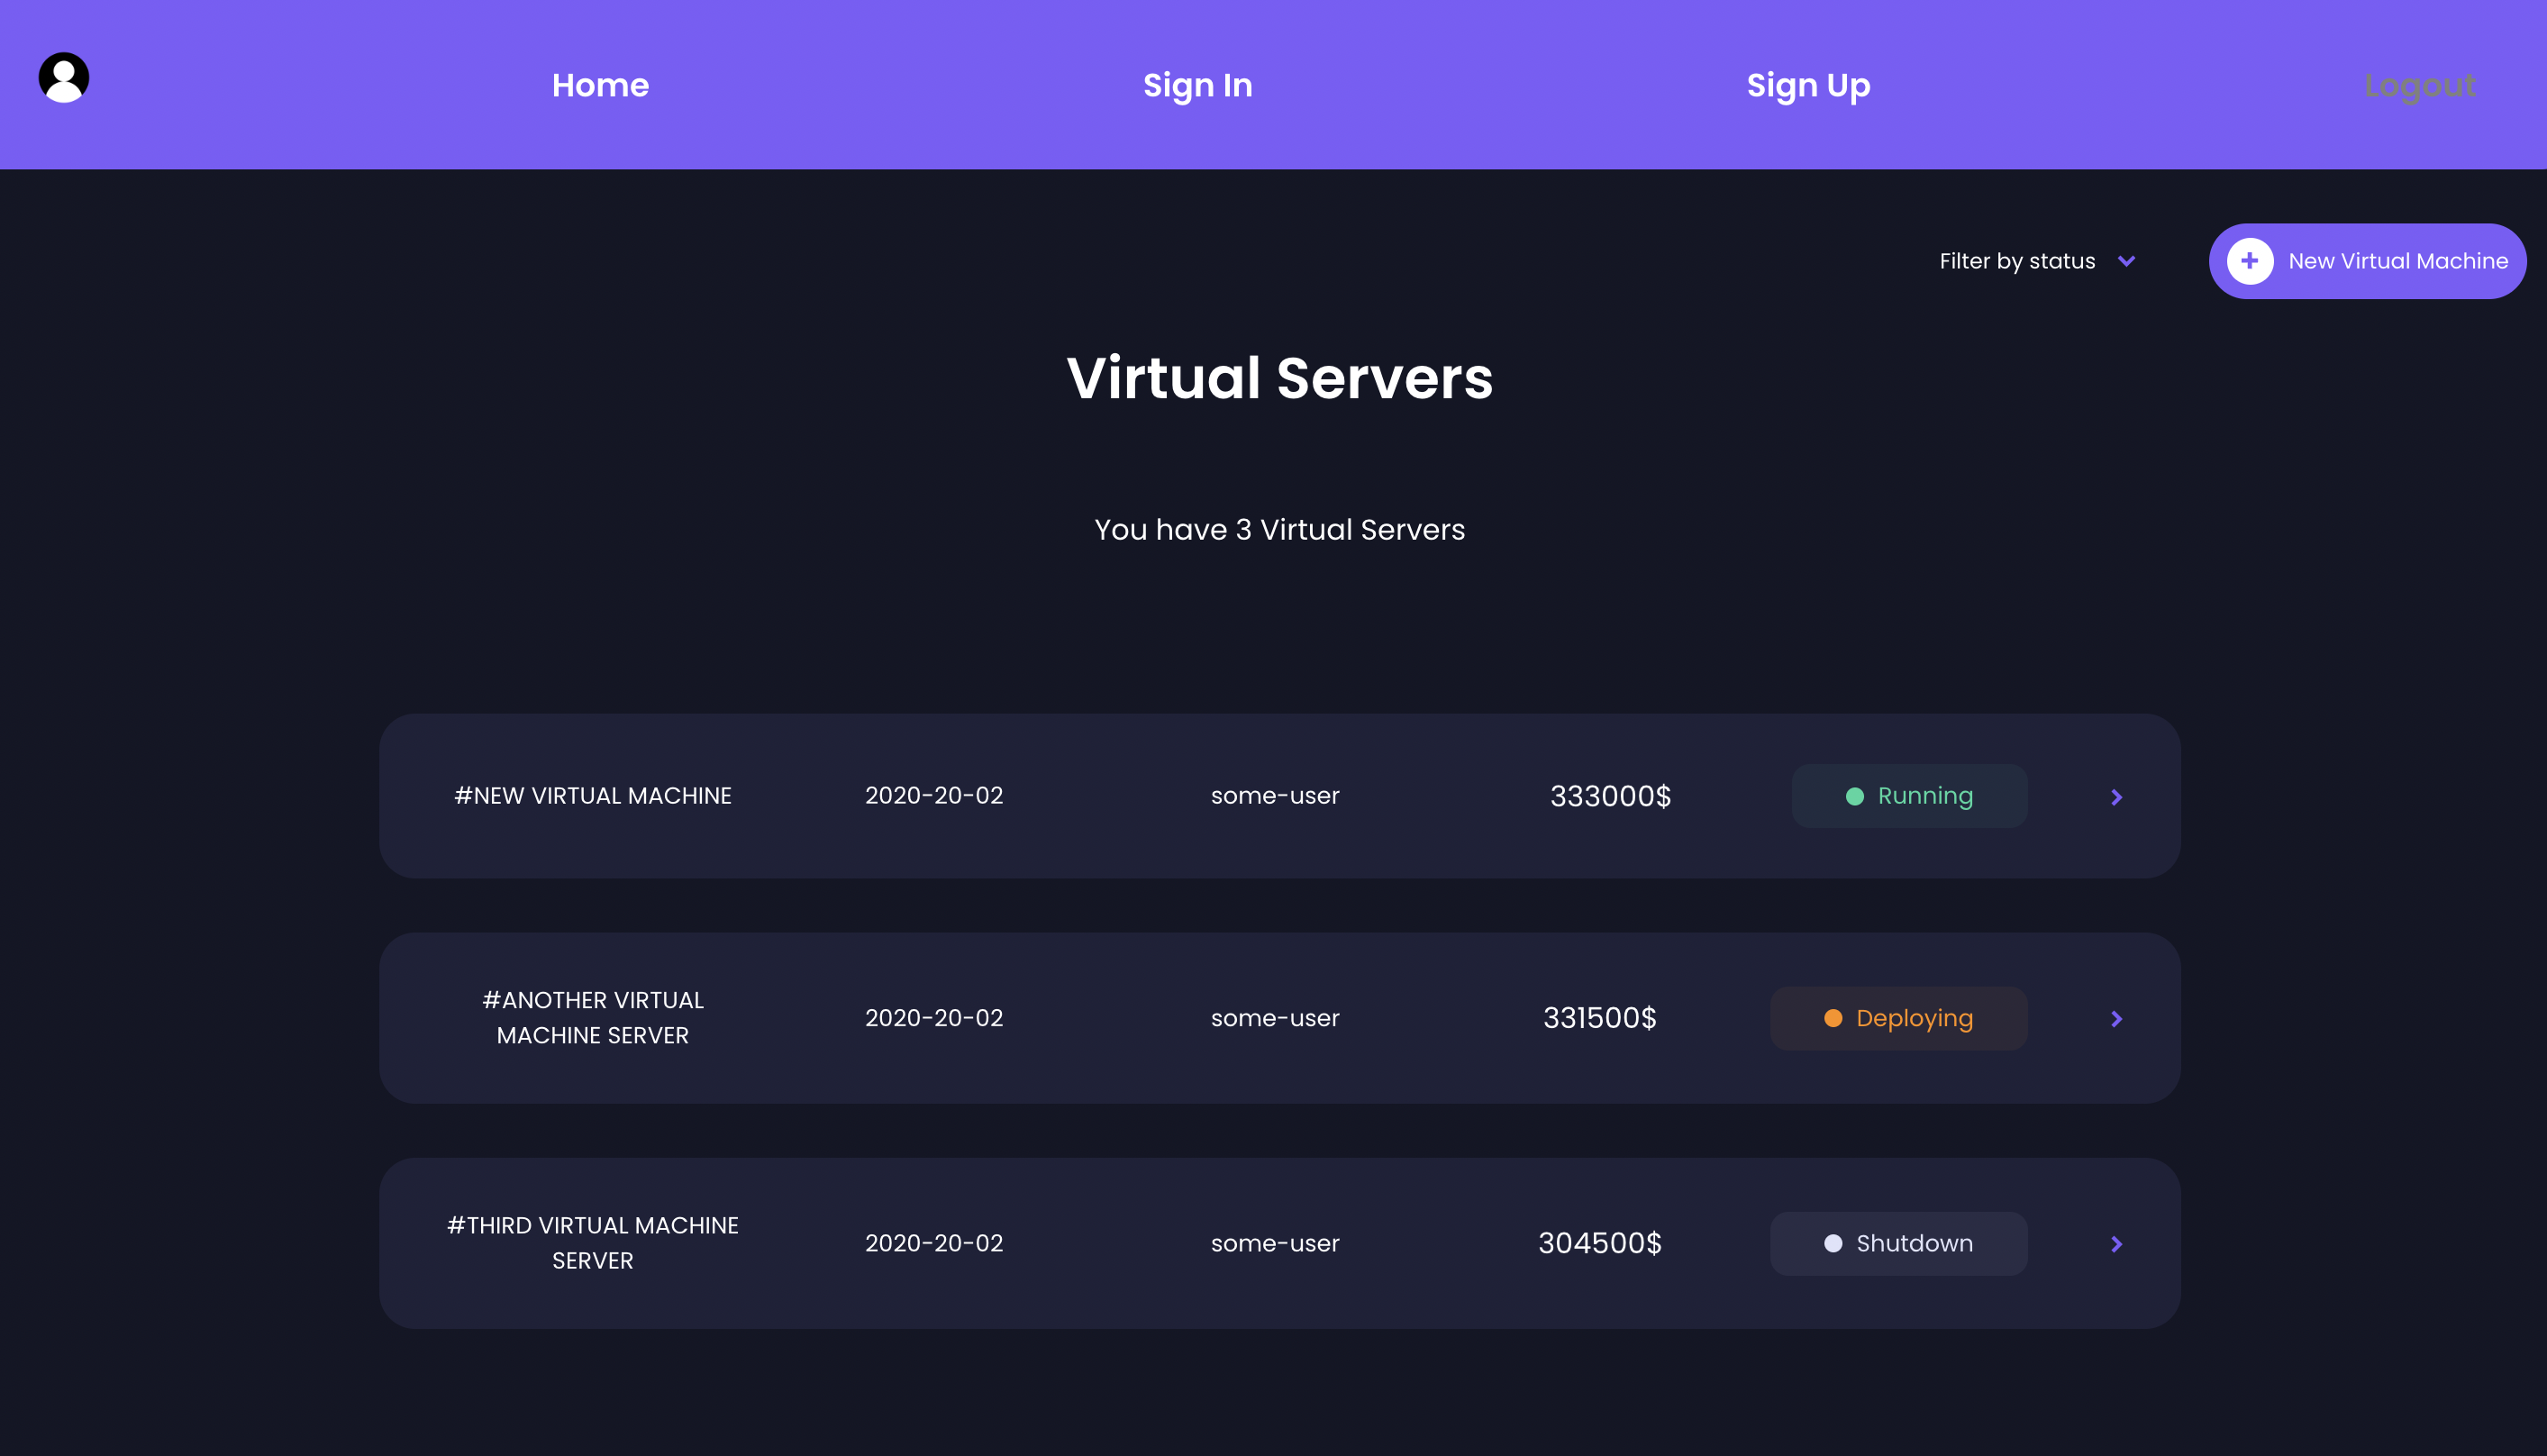 Home
Sign In
Sign Up
Logout
Filter by status
New Virtual Machine
Virtual Servers
You have 3 Virtual Servers
#NEW VIRTUAL MACHINE
2020-20-02
some-user
333000$
Running
#ANOTHER VIRTUAL
MACHINE SERVER
2020-20-02
some-user
331500$
Deploying
#THIRD VIRTUAL MACHINE
SERVER
2020-20-02
some-user
304500$
Shutdown